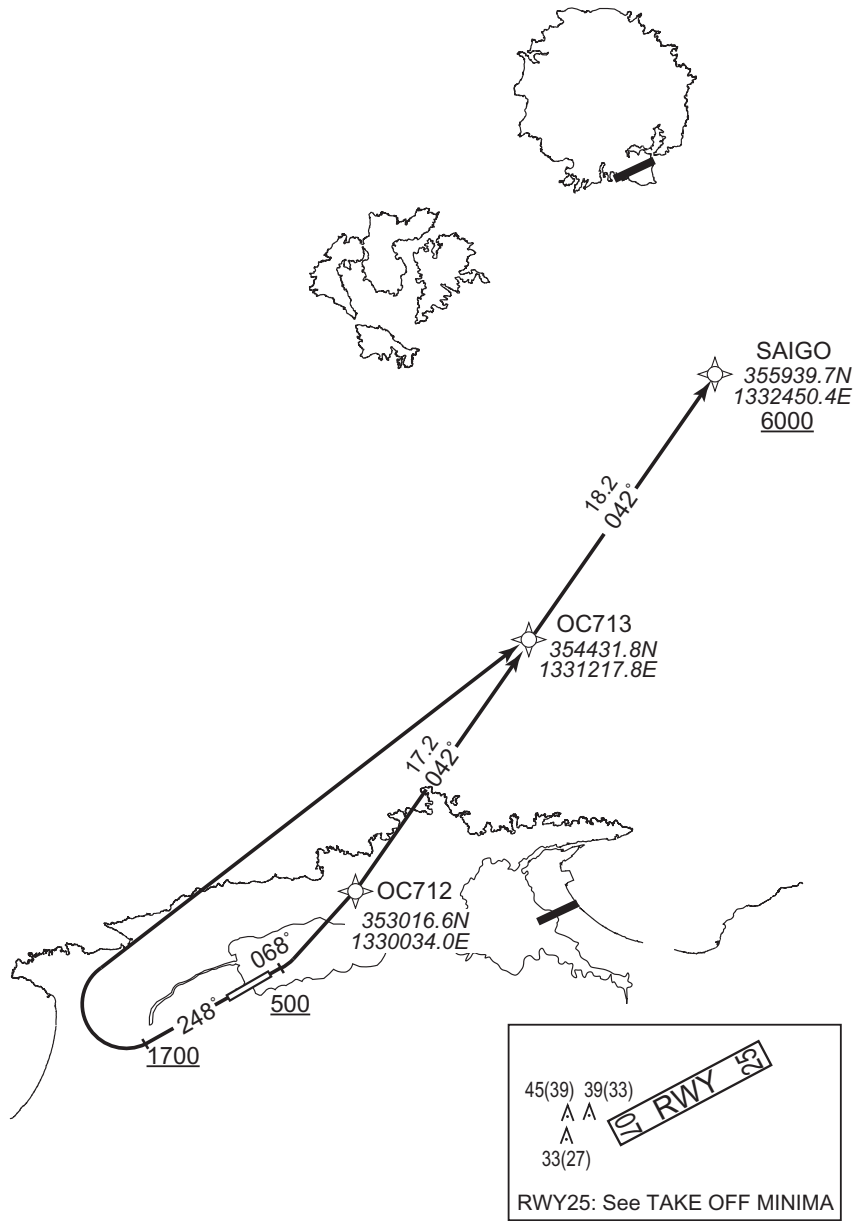 SAIGO
355939.7N
1332450.4E
6000
18.2
042°
OC713
354431.8N
1331217.8E
17.2
042°
OC712
353016.6N
1330034.0E
068°
500
248°
1700
45(39) 39(33)
33(27)
07 RWY 25
RWY25: See TAKE OFF MINIMA